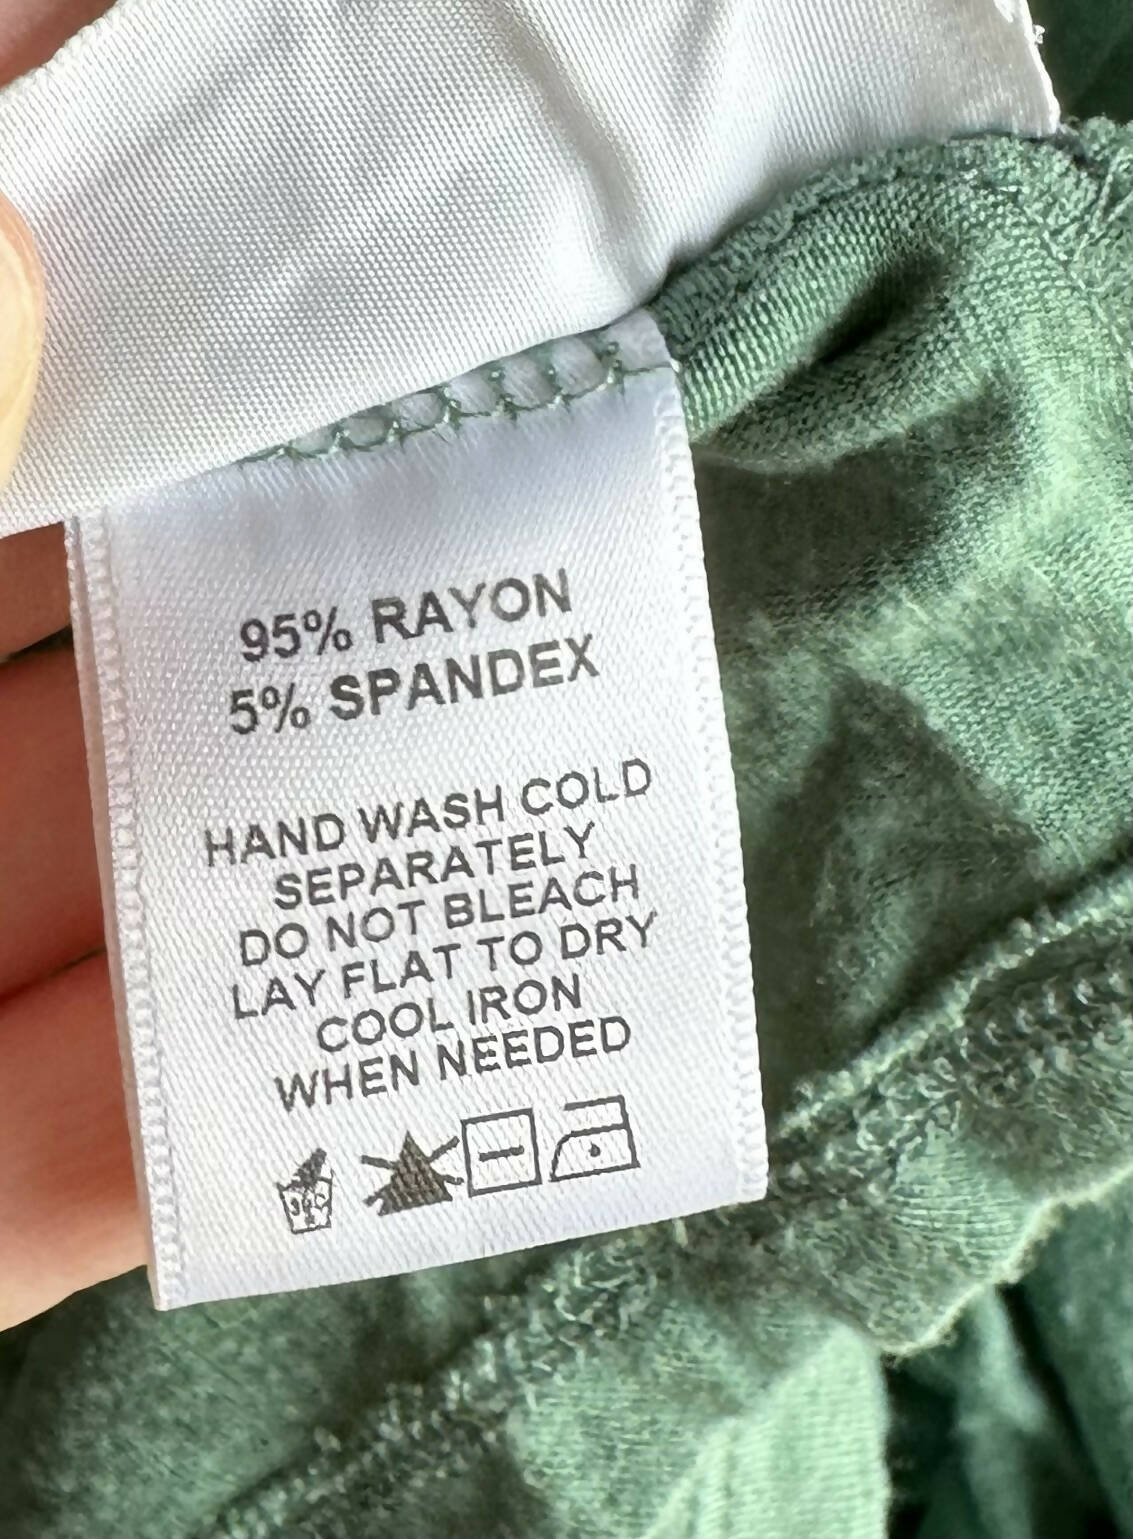 95% RAYON
5% SPANDEX
HAND WASH COLD
SEPARATELY
DO NOT BLEACH
LAY FLAT TO DRY
COOL IRON
WHEN NEEDED